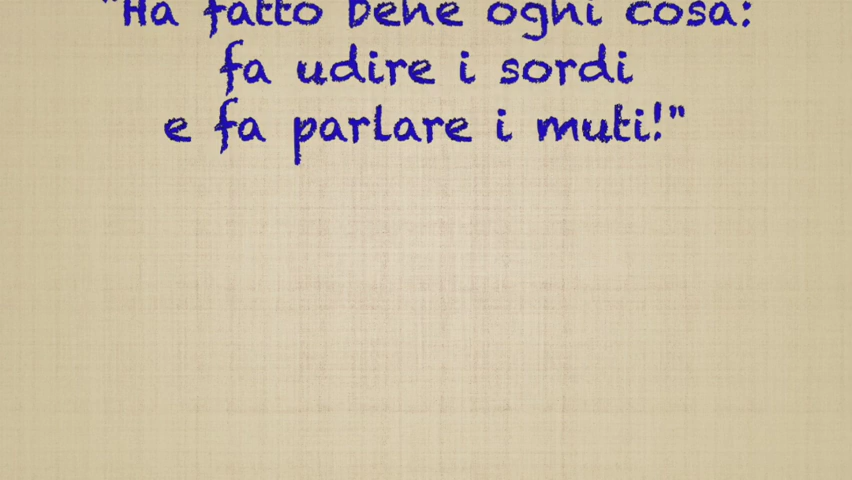 "Ha fatto bene ogni cosa:
fa udire i sordi
e fa parlare i muti!"